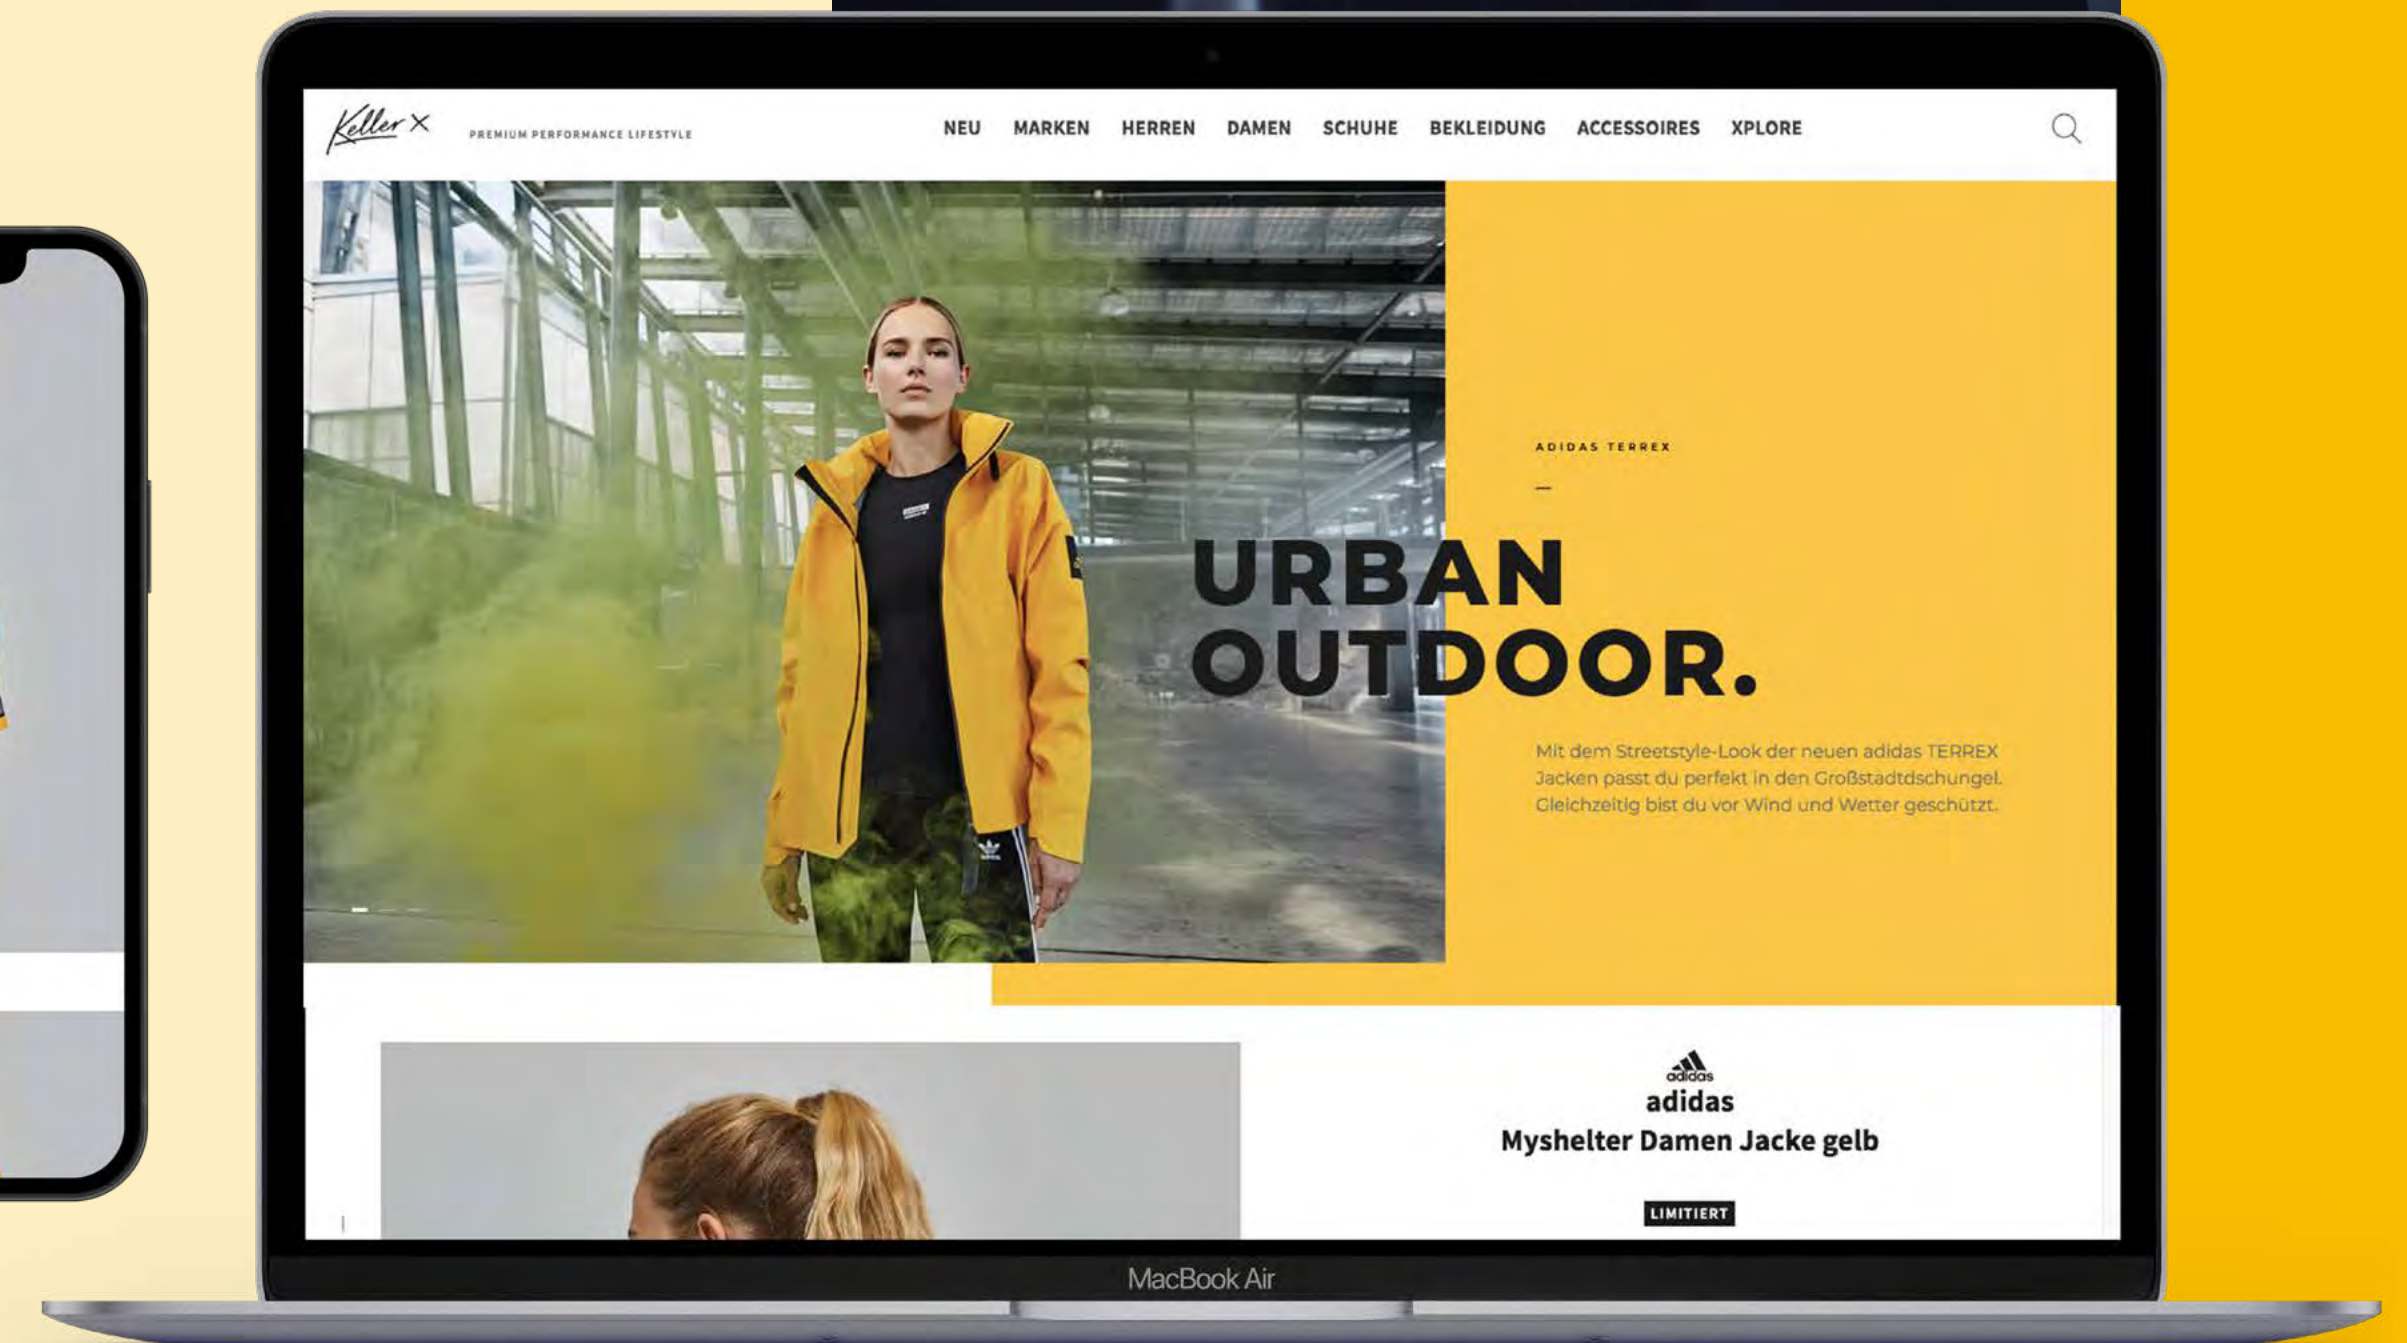 Keller X
PREMIUM PERFORMANCE LIFESTYLE
NEU MARKEN HERREN DAMEN SCHUHE BEKLEIDUNG ACCESSOIRES XPLORE
ADIDAS TERREX
URBAN
OUTDOOR.
Mit dem Streetstyle-Look der neuen adidas TERREX
Jacken passt du perfekt in den Großstadtdschungel.
Gleichzeitig bist du vor Wind und Wetter geschützt.
adidas
adidas
Myshelter Damen Jacke gelb
LIMITIERT
MacBook Air